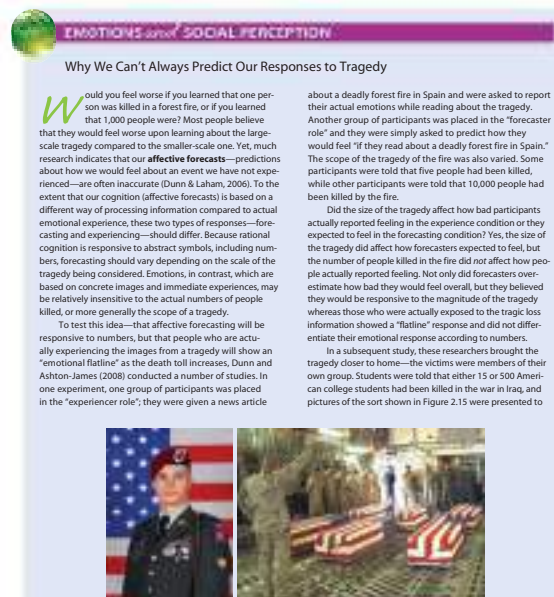 EMOTIONS and SOCIAL PERCEPTION
Why We Can't Always Predict Our Responses to Tragedy
Would you feel worse if you learned that one per-
son was killed in a forest fire, or if you learned
that 1,000 people were? Most people believe
that they would feel worse upon learning about the large-
scale tragedy compared to the smaller-scale one. Yet, much
research indicates that our affective forecasts—predictions
about how we would feel about an event we have not expe-
rienced—are often inaccurate (Dunn & Laham, 2006). To the
extent that our cognition (affective forecasts) is based on a
different way of processing information compared to actual
emotional experience, these two types of responses—fore-
casting and experiencing—should differ. Because rational
cognition is responsive to abstract symbols, including num-
bers, forecasting should vary depending on the scale of the
tragedy being considered. Emotions, in contrast, which are
based on concrete images and immediate experiences, may
be relatively insensitive to the actual numbers of people
killed, or more generally the scope of a tragedy.
To test this idea—that affective forecasting will be
responsive to numbers, but that people who are actu-
ally experiencing the images from a tragedy will show an
"emotional flatline" as the death toll increases, Dunn and
Ashton-James (2008) conducted a number of studies. In
one experiment, one group of participants was placed
in the "experiencer role"; they were given a news article
about a deadly forest fire in Spain and were asked to report
their actual emotions while reading about the tragedy.
Another group of participants was placed in the "forecaster
role" and they were simply asked to predict how they
would feel "if they read about a deadly forest fire in Spain."
The scope of the tragedy of the fire was also varied. Some
participants were told that five people had been killed,
while other participants were told that 10,000 people had
been killed by the fire.
Did the size of the tragedy affect how bad participants
actually reported feeling in the experience condition or they
expected to feel in the forecasting condition? Yes, the size of
the tragedy did affect how forecasters expected to feel, but
the number of people killed in the fire did not affect how peo-
ple actually reported feeling. Not only did forecasters over-
estimate how bad they would feel overall, but they believed
they would be responsive to the magnitude of the tragedy
whereas those who were actually exposed to the tragic loss
information showed a "flatline" response and did not differ-
entiate their emotional response according to numbers.
In a subsequent study, these researchers brought the
tragedy closer to home—the victims were members of their
own group. Students were told that either 15 or 500 Ameri-
can college students had been killed in the war in Iraq, and
pictures of the sort shown in Figure 2.15 were presented to